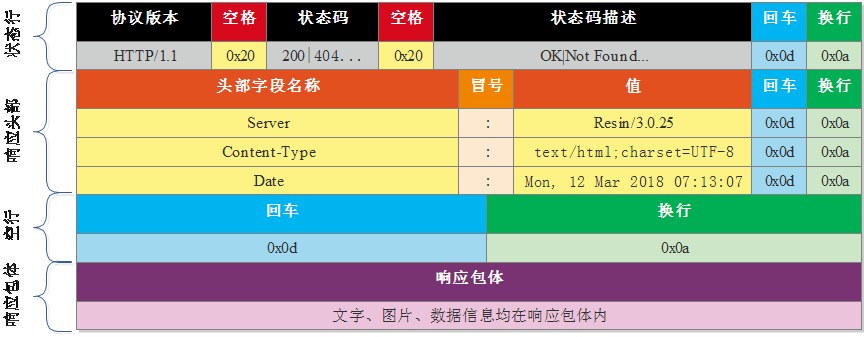 状态行
协议版本 空格 状态码 空格 状态码描述 回车 换行
HTTP/1.1 0x20 200|404... 0x20 OK|Not Found... 0x0d 0x0a
响应头部
头部字段名称 冒号 值 回车 换行
Server : Resin/3.0.25 0x0d 0x0a
Content-Type : text/html;charset=UTF-8 0x0d 0x0a
Date : Mon, 12 Mar 2018 07:13:07 0x0d 0x0a
空行
回车 换行
0x0d 0x0a
响应包体
响应包体
文字、图片、数据信息均在响应包体内